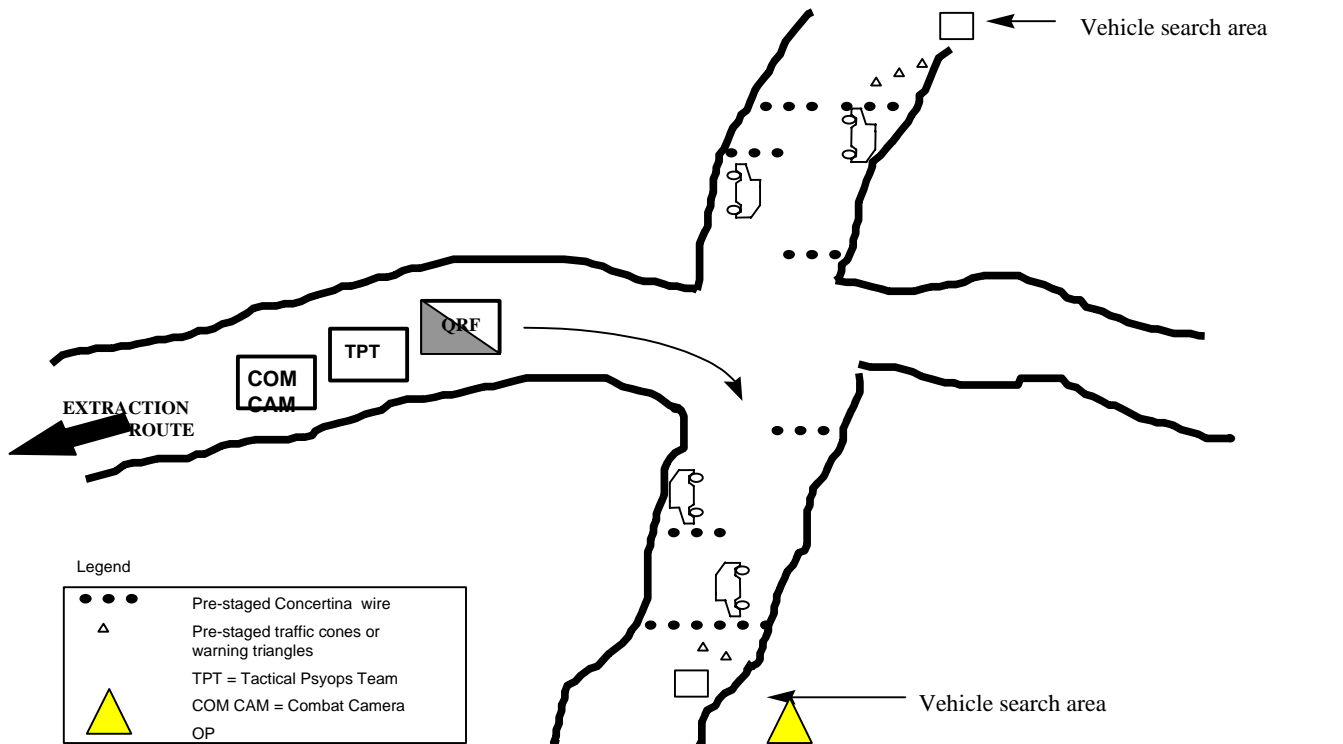 Vehicle search area
QRF
TPT
COM
CAM
EXTRACTION
ROUTE
Legend
Pre-staged Concertina wire
Pre-staged traffic cones or
warning triangles
TPT = Tactical Psyops Team
COM CAM = Combat Camera
OP
Vehicle search area